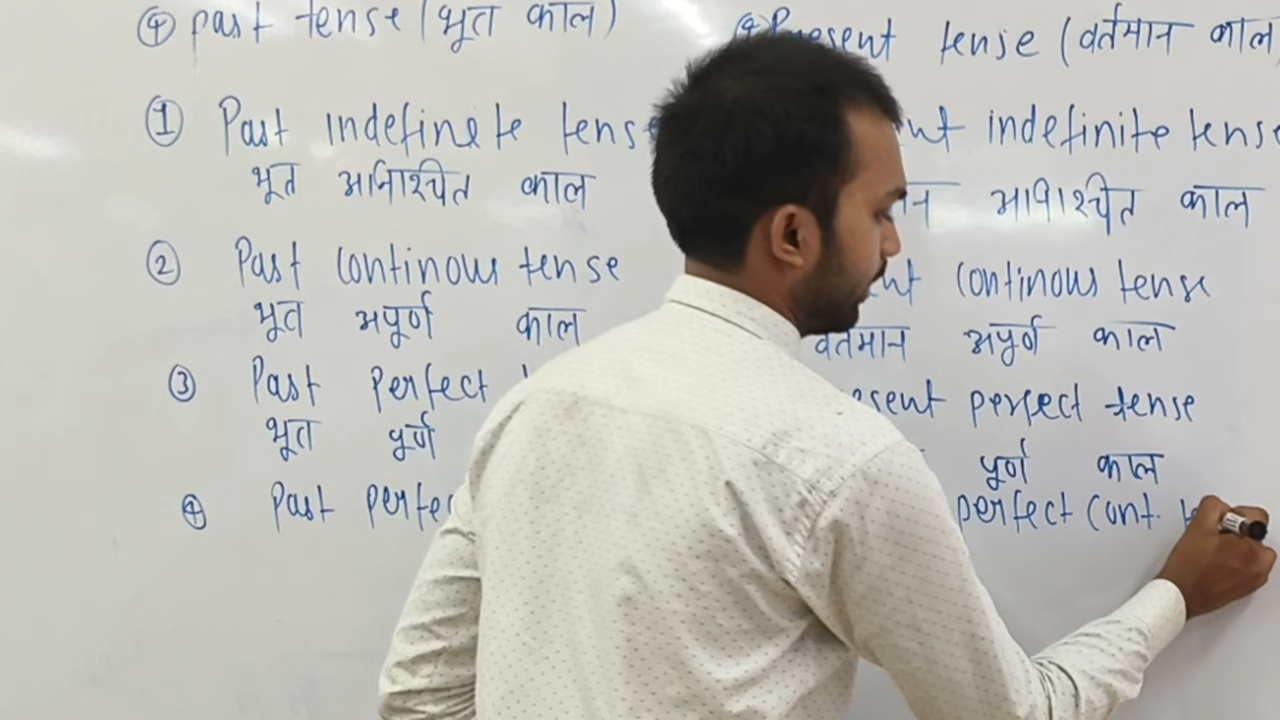 ④ past tense (भूत काल)
① Past indefinete tense
भूत अनिश्चित काल
② Past continous tense
भूत अपूर्ण काल
③ Past perfect
भूत पूर्ण
④ Past perfec
Present tense (वर्तमान काल
nt indefinite tense
ान अनिश्चित काल
nt continous tense
वर्तमान अपूर्ण काल
esent perfect tense
पूर्ण काल
perfect Cont.